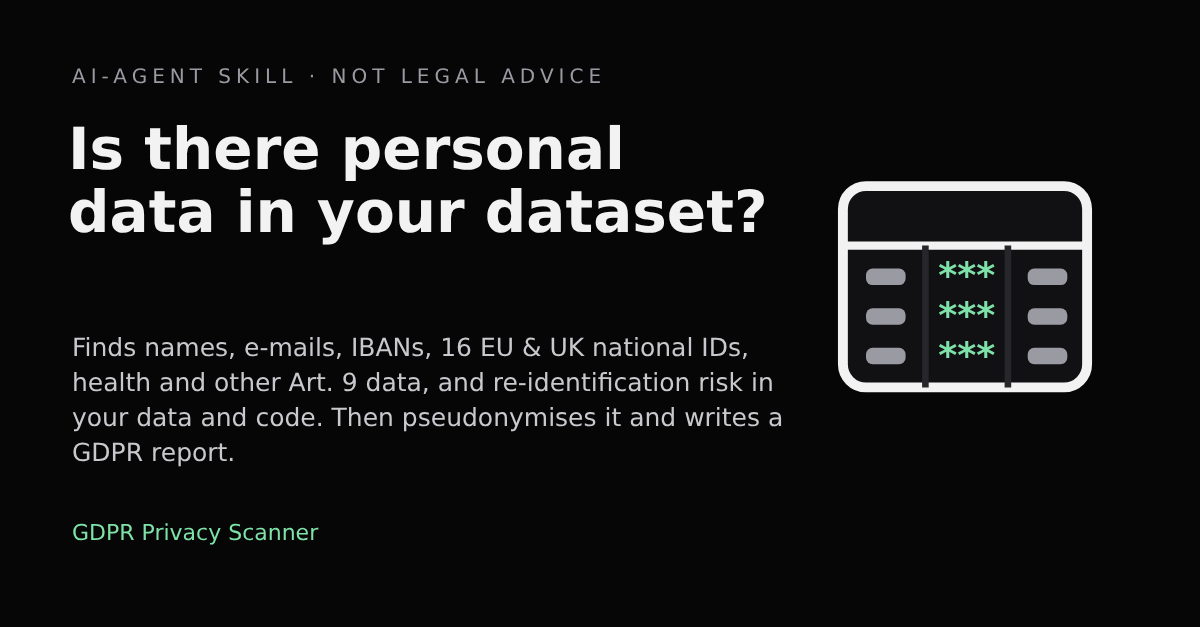 AI-AGENT SKILL · NOT LEGAL ADVICE
Is there personal
data in your dataset?
Finds names, e-mails, IBANs, 16 EU & UK national IDs,
health and other Art. 9 data, and re-identification risk in
your data and code. Then pseudonymises it and writes a
GDPR report.
GDPR Privacy Scanner
***
***
***